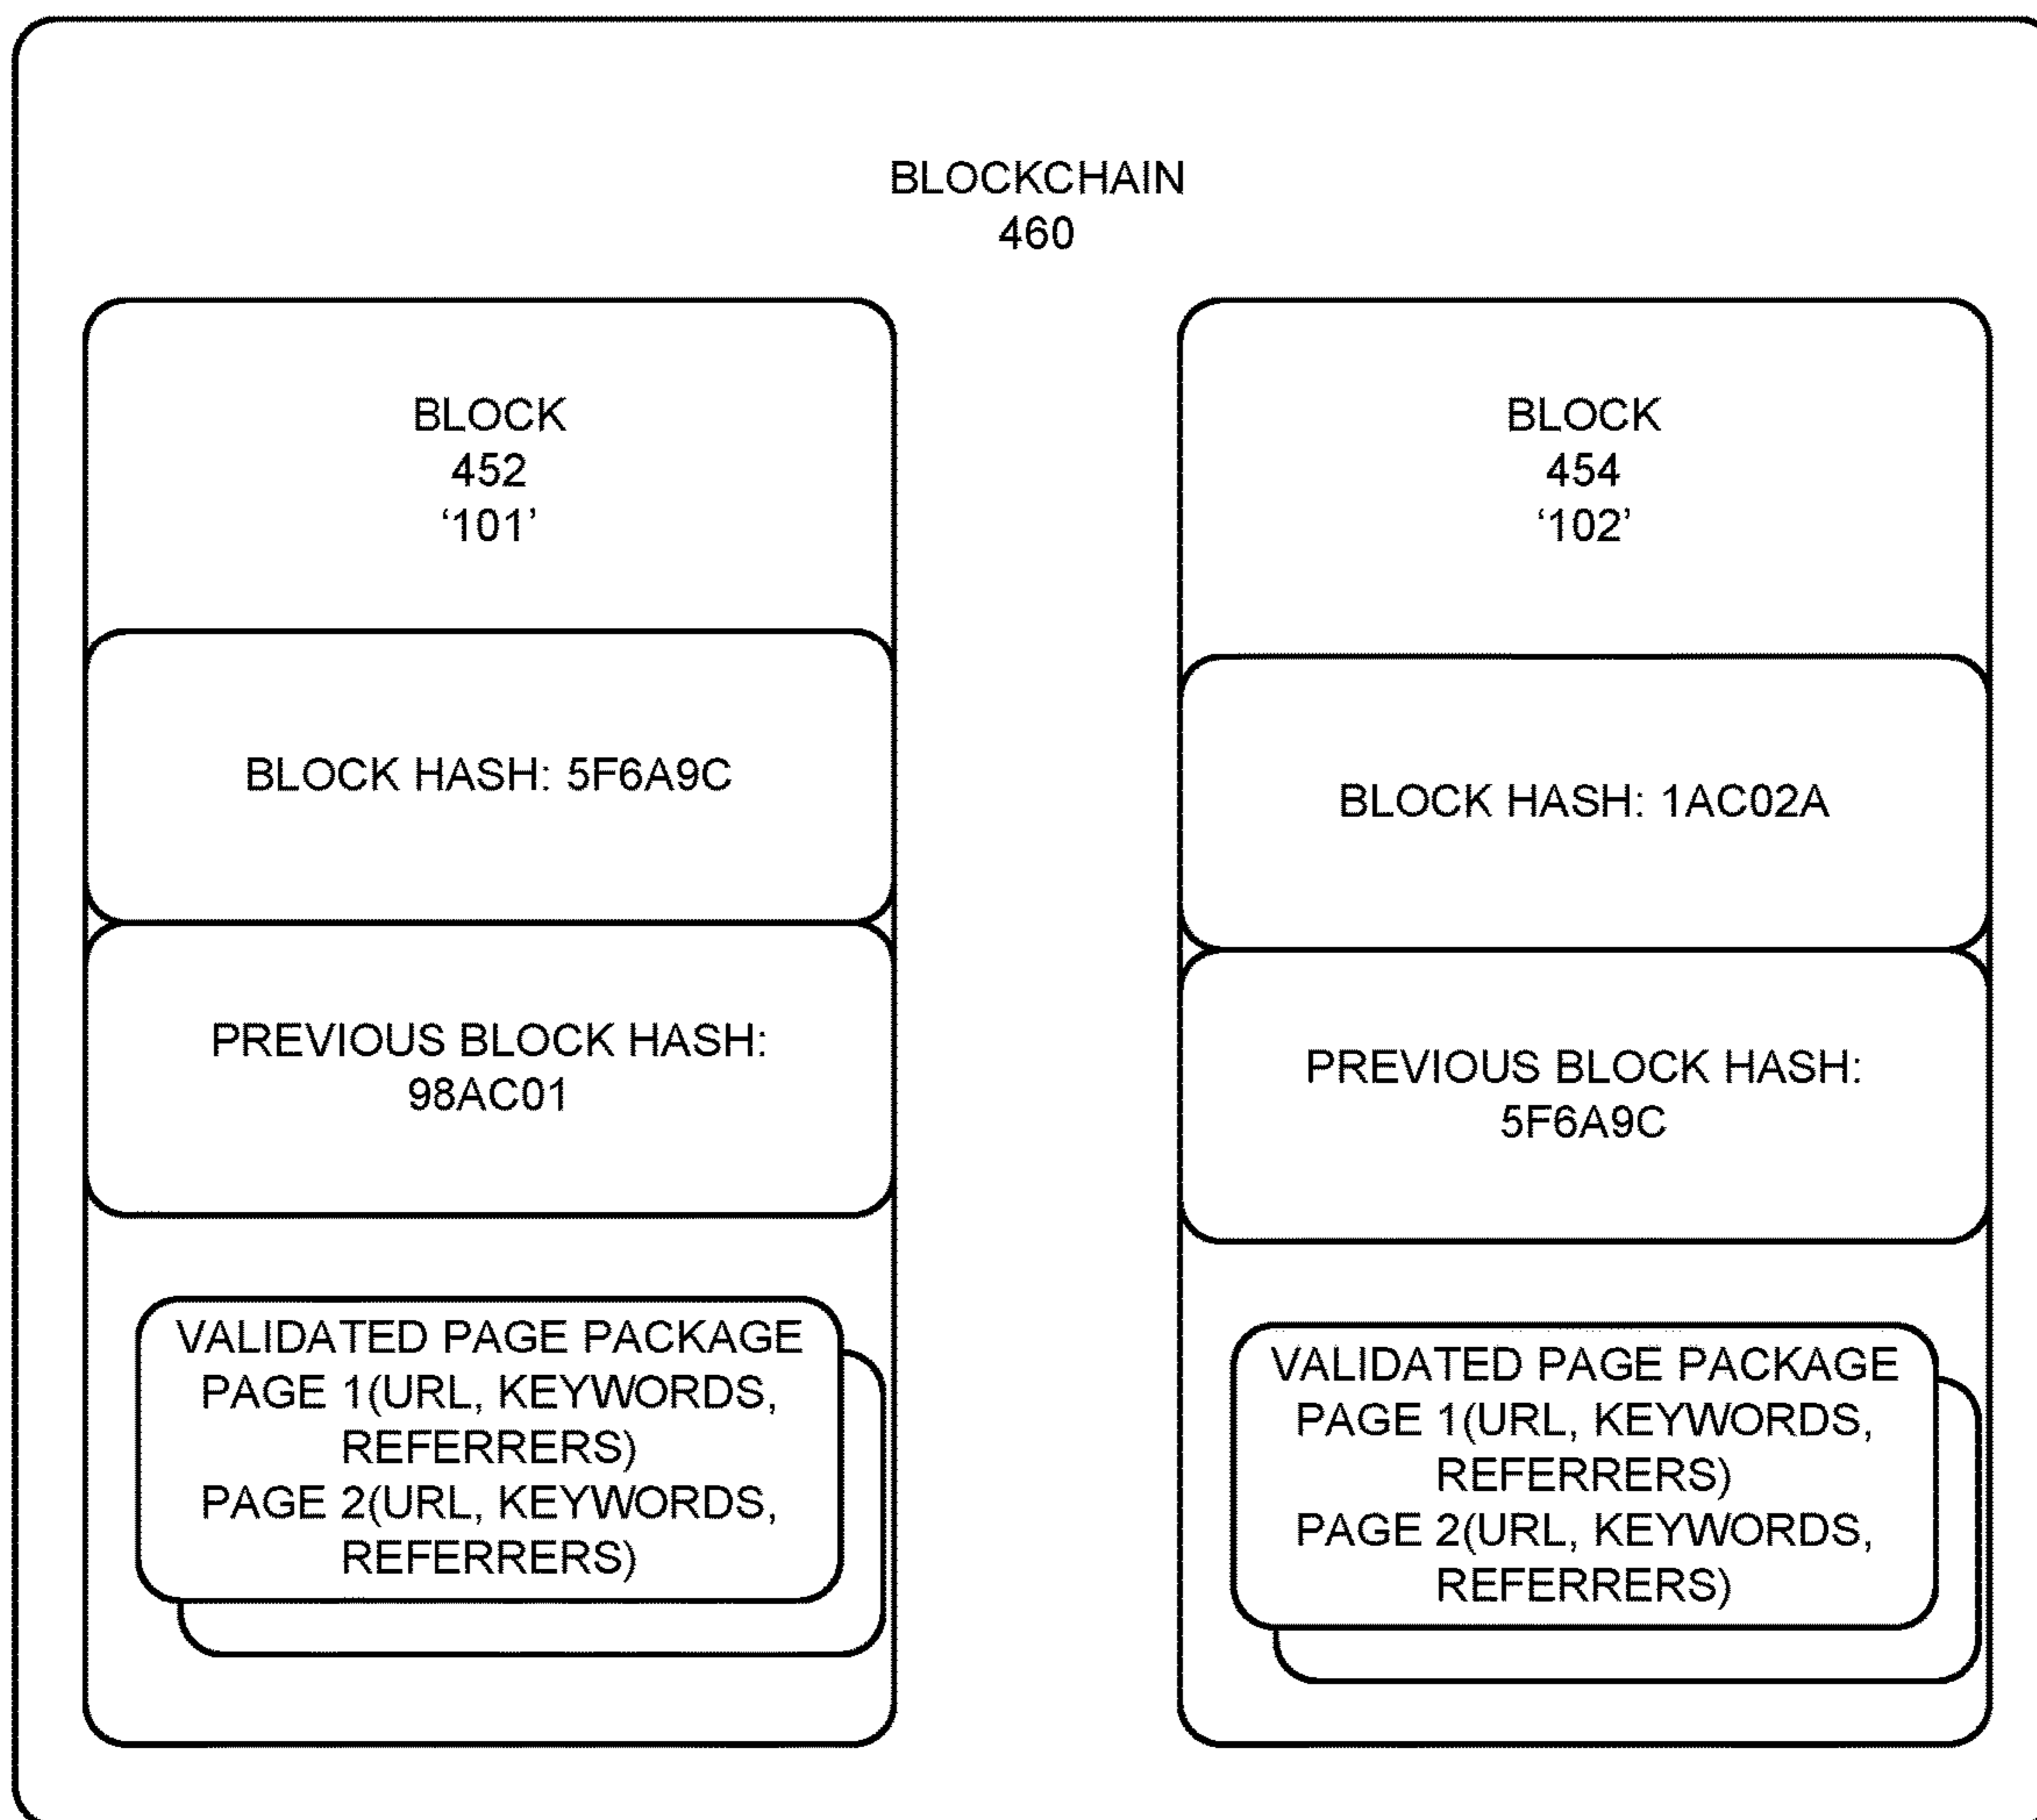 BLOCKCHAIN
460
BLOCK
452
‘101’
BLOCK HASH: 5F6A9C
PREVIOUS BLOCK HASH:
98AC01
VALIDATED PAGE PACKAGE
PAGE 1(URL, KEYWORDS,
REFERRERS)
PAGE 2(URL, KEYWORDS,
REFERRERS)
BLOCK
454
‘102’
BLOCK HASH: 1AC02A
PREVIOUS BLOCK HASH:
5F6A9C
VALIDATED PAGE PACKAGE
PAGE 1(URL, KEYWORDS,
REFERRERS)
PAGE 2(URL, KEYWORDS,
REFERRERS)